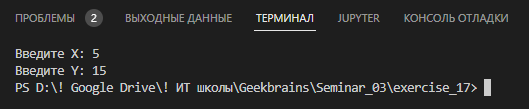 ПРОБЛЕМЫ 2 ВЫХОДНЫЕ ДАННЫЕ ТЕРМИНАЛ JUPYTER КОНСОЛЬ ОТЛАДКИ
Введите X: 5
Введите Y: 15
PS D:\! Google Drive\! ИТ школы\Geekbrains\Seminar_03\exercise_17>